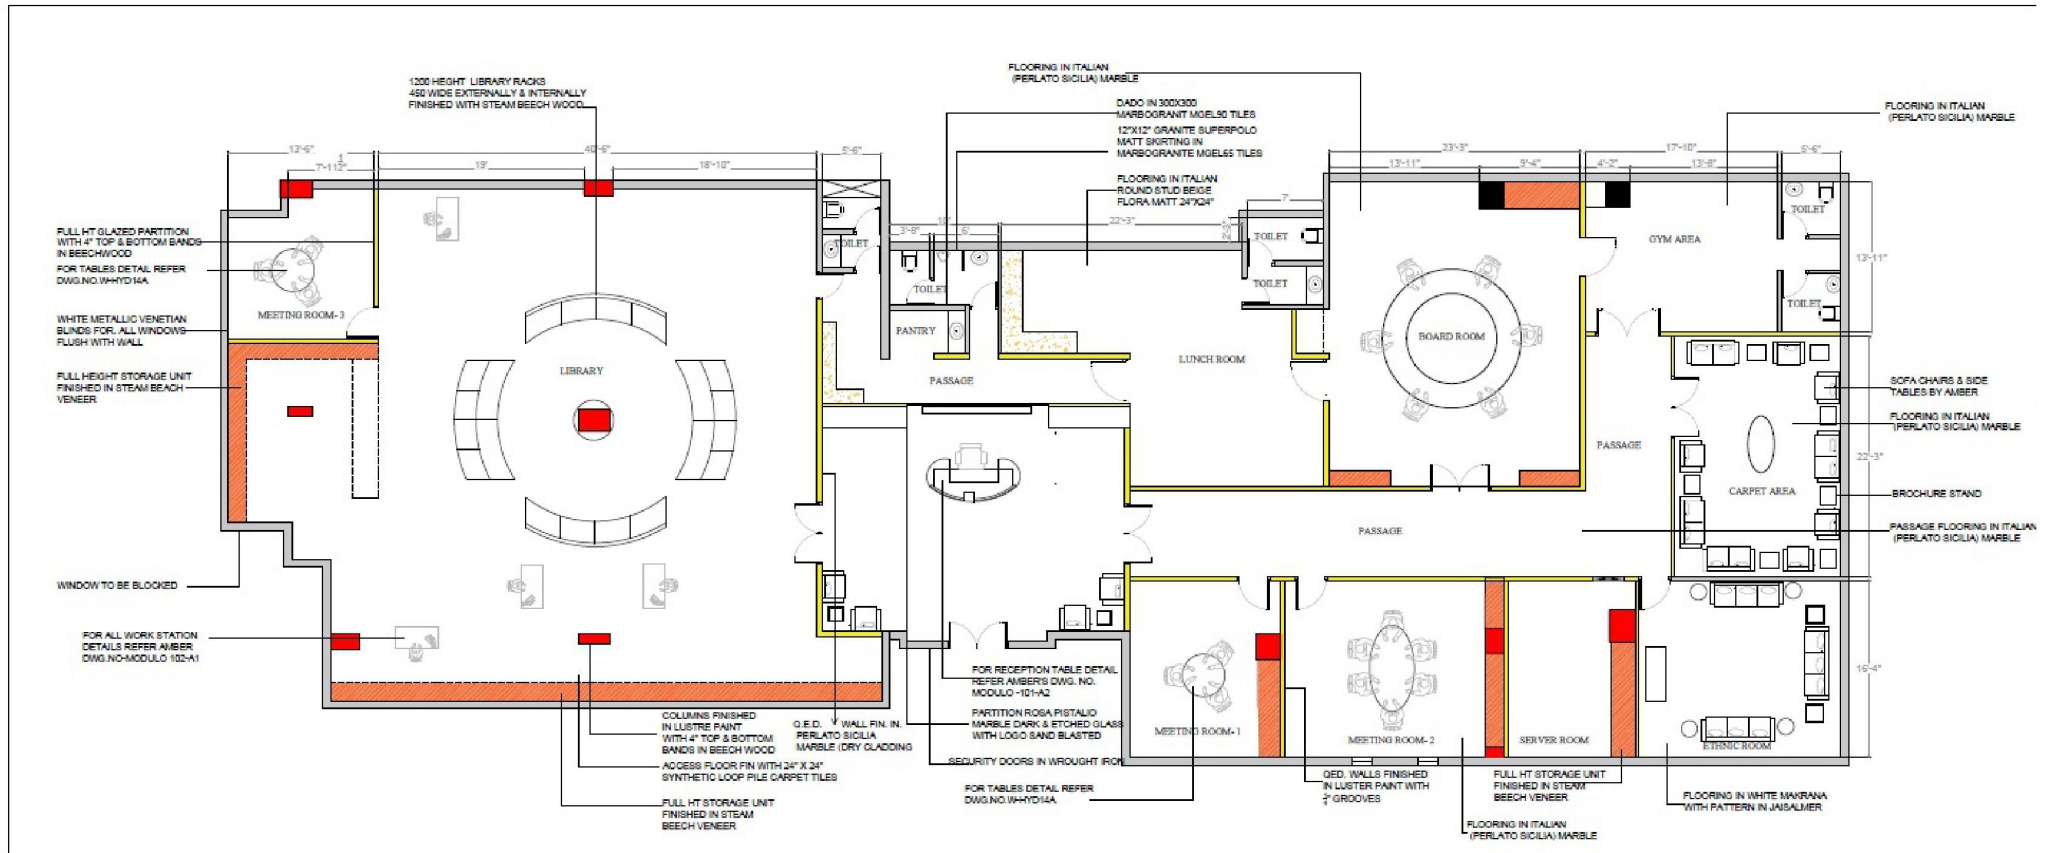 1200 HEGHT LIBRARY RACKS
450 WIDE EXTERNALLY & INTERNALLY
FINISHED WITH STEAM BEECH WOOD
FLOORING IN ITALIAN
(PERLATO SICILIA) MARBLE
DADO IN 300X300
MARBOGRANIT MGEL90 TILES
12"X12" GRANITE SUPERPOLO
MATT SKIRTING IN
MARBOGRANITE MGEL55 TILES
FLOORING IN ITALIAN
ROUND STUD BEIGE
FLORA MATT 24"X24"
FLOORING IN ITALIAN
(PERLATO SICILIA) MARBLE
13'-6"
40'-6"
5'-6"
19'
18'-10"
23'-3"
13'-11"
9'-4"
17'-10"
4'-2"
13'-8"
5'-6"
7'
22'-3"
3'-8"
6'
13'-11"
22'-3"
16'-4"
FULL HT GLAZED PARTITION
WITH 4" TOP & BOTTOM BANDS
IN BEECHWOOD
FOR TABLES DETAIL REFER
DWG.NO.W-HYD14A
WHITE METALLIC VENETIAN
BLINDS FOR. ALL WINDOWS
FLUSH WITH WALL
FULL HEIGHT STORAGE UNIT
FINISHED IN STEAM BEACH
VENEER
WINDOW TO BE BLOCKED
FOR ALL WORK STATION
DETAILS REFER AMBER
DWG.NO-MODULO 102-A1
MEETING ROOM- 3
LIBRARY
TOILET
TOILET
PANTRY
PASSAGE
LUNCH ROOM
TOILET
TOILET
BOARD ROOM
GYM AREA
TOILET
TOILET
PASSAGE
CARPET AREA
PASSAGE
MEETING ROOM- 1
MEETING ROOM- 2
SERVER ROOM
ETHNIC ROOM
SOFA CHAIRS & SIDE
TABLES BY AMBER
FLOORING IN ITALIAN
(PERLATO SICILIA) MARBLE
BROCHURE STAND
PASSAGE FLOORING IN ITALIAN
(PERLATO SICILIA) MARBLE
COLUMNS FINISHED
IN LUSTRE PAINT
WITH 4" TOP & BOTTOM
BANDS IN BEECH WOOD
ACCESS FLOOR FIN WITH 24" X 24"
SYNTHETIC LOOP PILE CARPET TILES
FULL HT STORAGE UNIT
FINISHED IN STEAM
BEECH VENEER
Q.E.D. WALL FIN. IN.
PERLATO SICILIA
MARBLE (DRY CLADDING
FOR RECEPTION TABLE DETAIL
REFER AMBER'S DWG. NO.
MODULO -101-A2
PARTITION ROSA PISTALIO
MARBLE DARK & ETCHED GLASS
WITH LOGO SAND BLASTED
SECURITY DOORS IN WROUGHT IRON
FOR TABLES DETAIL REFER
DWG.NO.W-HYD14A
QED. WALLS FINISHED
IN LUSTER PAINT WITH
GROOVES
FULL HT STORAGE UNIT
FINISHED IN STEAM
BEECH VENEER
FLOORING IN ITALIAN
(PERLATO SICILIA) MARBLE
FLOORING IN WHITE MAKRANA
WITH PATTERN IN JAISALMER